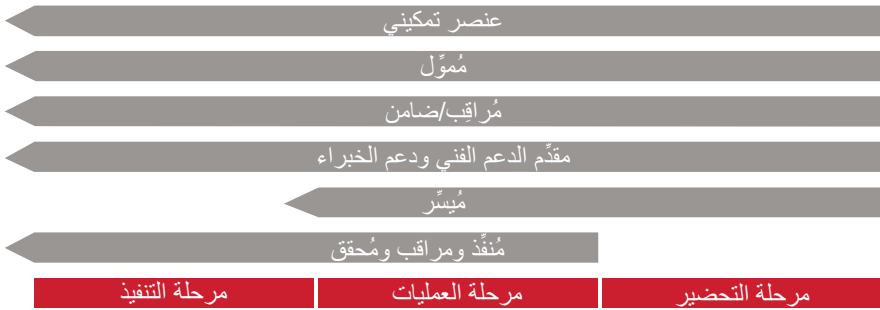 عنصر تمكيني
مُموِّل
مُراقِب/ضامن
مقدِّم الدعم الفني ودعم الخبراء
مُيسِّر
مُنفِّذ ومراقب ومُحقق
مرحلة التحضير
مرحلة العمليات
مرحلة التنفيذ